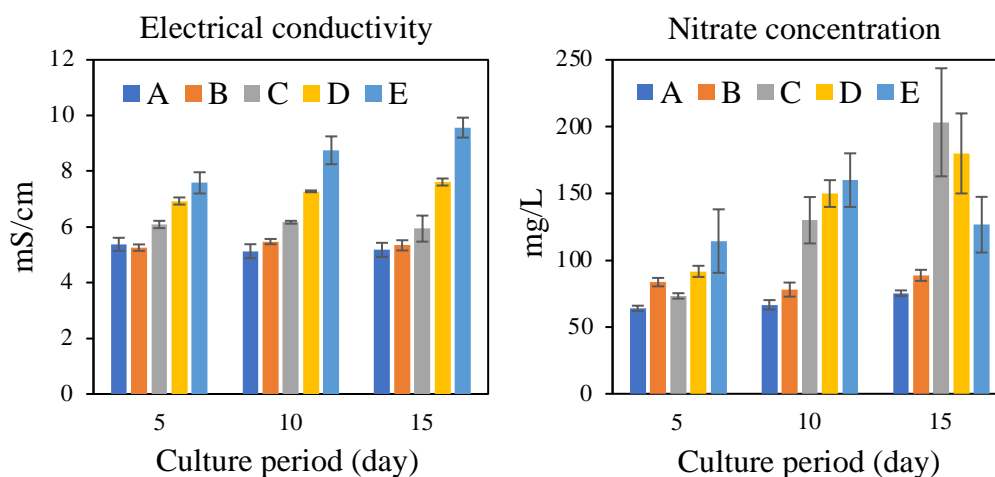 Electrical conductivity
12
10
8
6
4
2
0
mS/cm
A B C D E
5 10 15
Culture period (day)
Nitrate concentration
250
200
150
100
50
0
mg/L
A B C D E
5 10 15
Culture period (day)